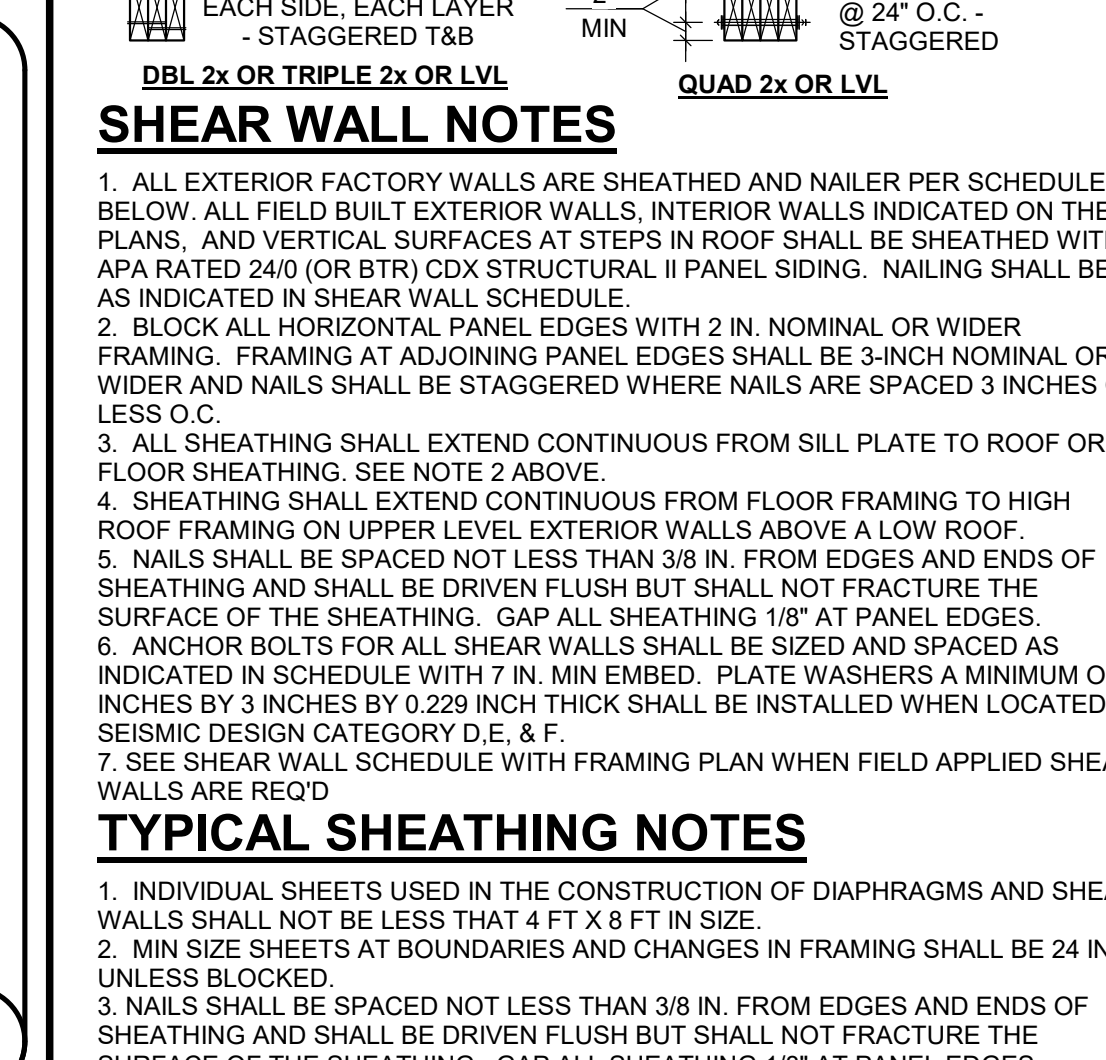 EACH SIDE, EACH LAYER
- STAGGERED T&B
DBL 2x OR TRIPLE 2x OR LVL
MIN
@ 24" O.C. -
STAGGERED
QUAD 2x OR LVL
SHEAR WALL NOTES
1. ALL EXTERIOR FACTORY WALLS ARE SHEATHED AND NAILER PER SCHEDULE
BELOW. ALL FIELD BUILT EXTERIOR WALLS, INTERIOR WALLS INDICATED ON THE
PLANS, AND VERTICAL SURFACES AT STEPS IN ROOF SHALL BE SHEATHED WITH
APA RATED 24/0 (OR BTR) CDX STRUCTURAL II PANEL SIDING. NAILING SHALL BE
AS INDICATED IN SHEAR WALL SCHEDULE.
2. BLOCK ALL HORIZONTAL PANEL EDGES WITH 2 IN. NOMINAL OR WIDER
FRAMING. FRAMING AT ADJOINING PANEL EDGES SHALL BE 3-INCH NOMINAL OR
WIDER AND NAILS SHALL BE STAGGERED WHERE NAILS ARE SPACED 3 INCHES
LESS O.C.
3. ALL SHEATHING SHALL EXTEND CONTINUOUS FROM SILL PLATE TO ROOF OR
FLOOR SHEATHING. SEE NOTE 2 ABOVE.
4. SHEATHING SHALL EXTEND CONTINUOUS FROM FLOOR FRAMING TO HIGH
ROOF FRAMING ON UPPER LEVEL EXTERIOR WALLS ABOVE A LOW ROOF.
5. NAILS SHALL BE SPACED NOT LESS THAN 3/8 IN. FROM EDGES AND ENDS OF
SHEATHING AND SHALL BE DRIVEN FLUSH BUT SHALL NOT FRACTURE THE
SURFACE OF THE SHEATHING. GAP ALL SHEATHING 1/8" AT PANEL EDGES.
6. ANCHOR BOLTS FOR ALL SHEAR WALLS SHALL BE SIZED AND SPACED AS
INDICATED IN SCHEDULE WITH 7 IN. MIN EMBED. PLATE WASHERS A MINIMUM O
INCHES BY 3 INCHES BY 0.229 INCH THICK SHALL BE INSTALLED WHEN LOCATED
SEISMIC DESIGN CATEGORY D,E, & F.
7. SEE SHEAR WALL SCHEDULE WITH FRAMING PLAN WHEN FIELD APPLIED SHEA
WALLS ARE REQ'D
TYPICAL SHEATHING NOTES
1. INDIVIDUAL SHEETS USED IN THE CONSTRUCTION OF DIAPHRAGMS AND SHEA
WALLS SHALL NOT BE LESS THAT 4 FT X 8 FT IN SIZE.
2. MIN SIZE SHEETS AT BOUNDARIES AND CHANGES IN FRAMING SHALL BE 24 IN
UNLESS BLOCKED.
3. NAILS SHALL BE SPACED NOT LESS THAN 3/8 IN. FROM EDGES AND ENDS OF
SHEATHING AND SHALL BE DRIVEN FLUSH BUT SHALL NOT FRACTURE THE
SURFACE OF THE SHEATHING. GAP ALL SHEATHING 1/8" AT PANEL EDGES